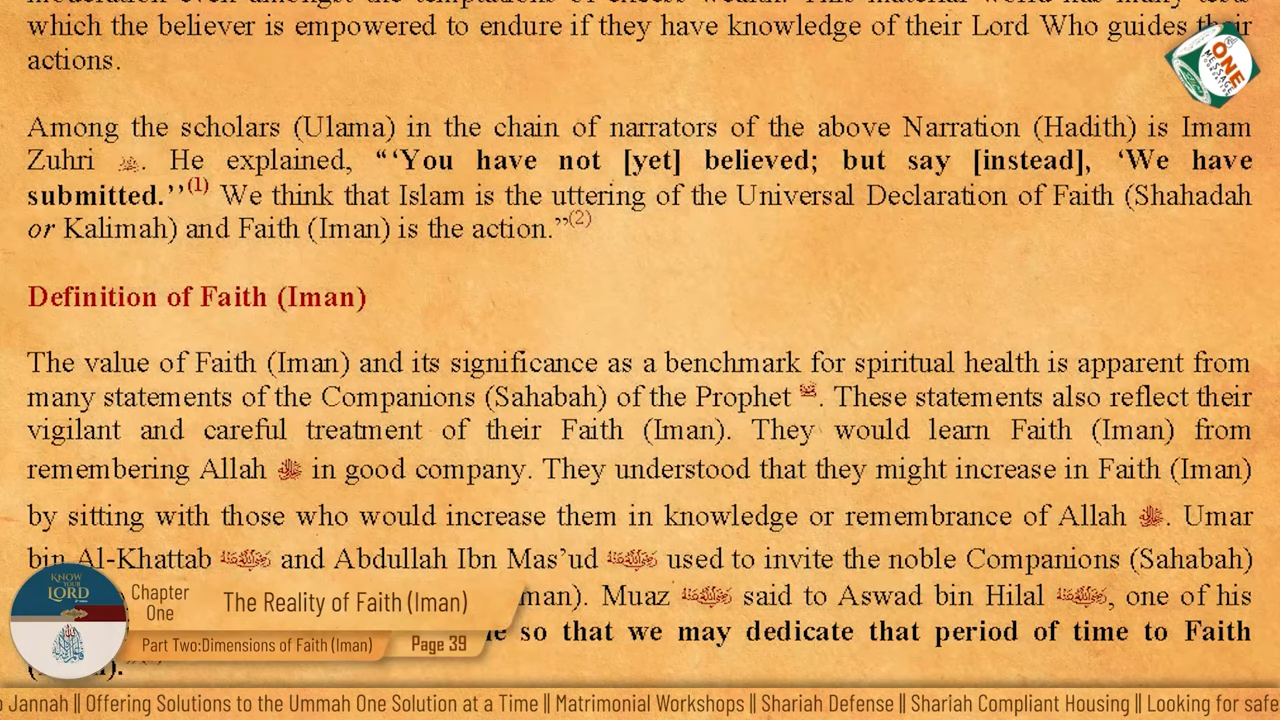 which the believer is empowered to endure if they have knowledge of their Lord Who guides their
actions.
Among the scholars (Ulama) in the chain of narrators of the above Narration (Hadith) is Imam
Zuhri . He explained, “‘You have not [yet] believed; but say [instead], ‘We have
submitted.’’(1) We think that Islam is the uttering of the Universal Declaration of Faith (Shahadah
or Kalimah) and Faith (Iman) is the action.”(2)
Definition of Faith (Iman)
The value of Faith (Iman) and its significance as a benchmark for spiritual health is apparent from
many statements of the Companions (Sahabah) of the Prophet ﷺ. These statements also reflect their
vigilant and careful treatment of their Faith (Iman). They would learn Faith (Iman) from
remembering Allah in good company. They understood that they might increase in Faith (Iman)
by sitting with those who would increase them in knowledge or remembrance of Allah . Umar
bin Al-Khattab and Abdullah Ibn Mas’ud used to invite the noble Companions (Sahabah)
Muaz said to Aswad bin Hilal , one of his
so that we may dedicate that period of time to Faith
ONE MESSAGE
KNOW YOUR LORD
Chapter One
The Reality of Faith (Iman)
Part Two:Dimensions of Faith (Iman)
Page 39
Jannah || Offering Solutions to the Ummah One Solution at a Time || Matrimonial Workshops || Shariah Defense || Shariah Compliant Housing || Looking for safe